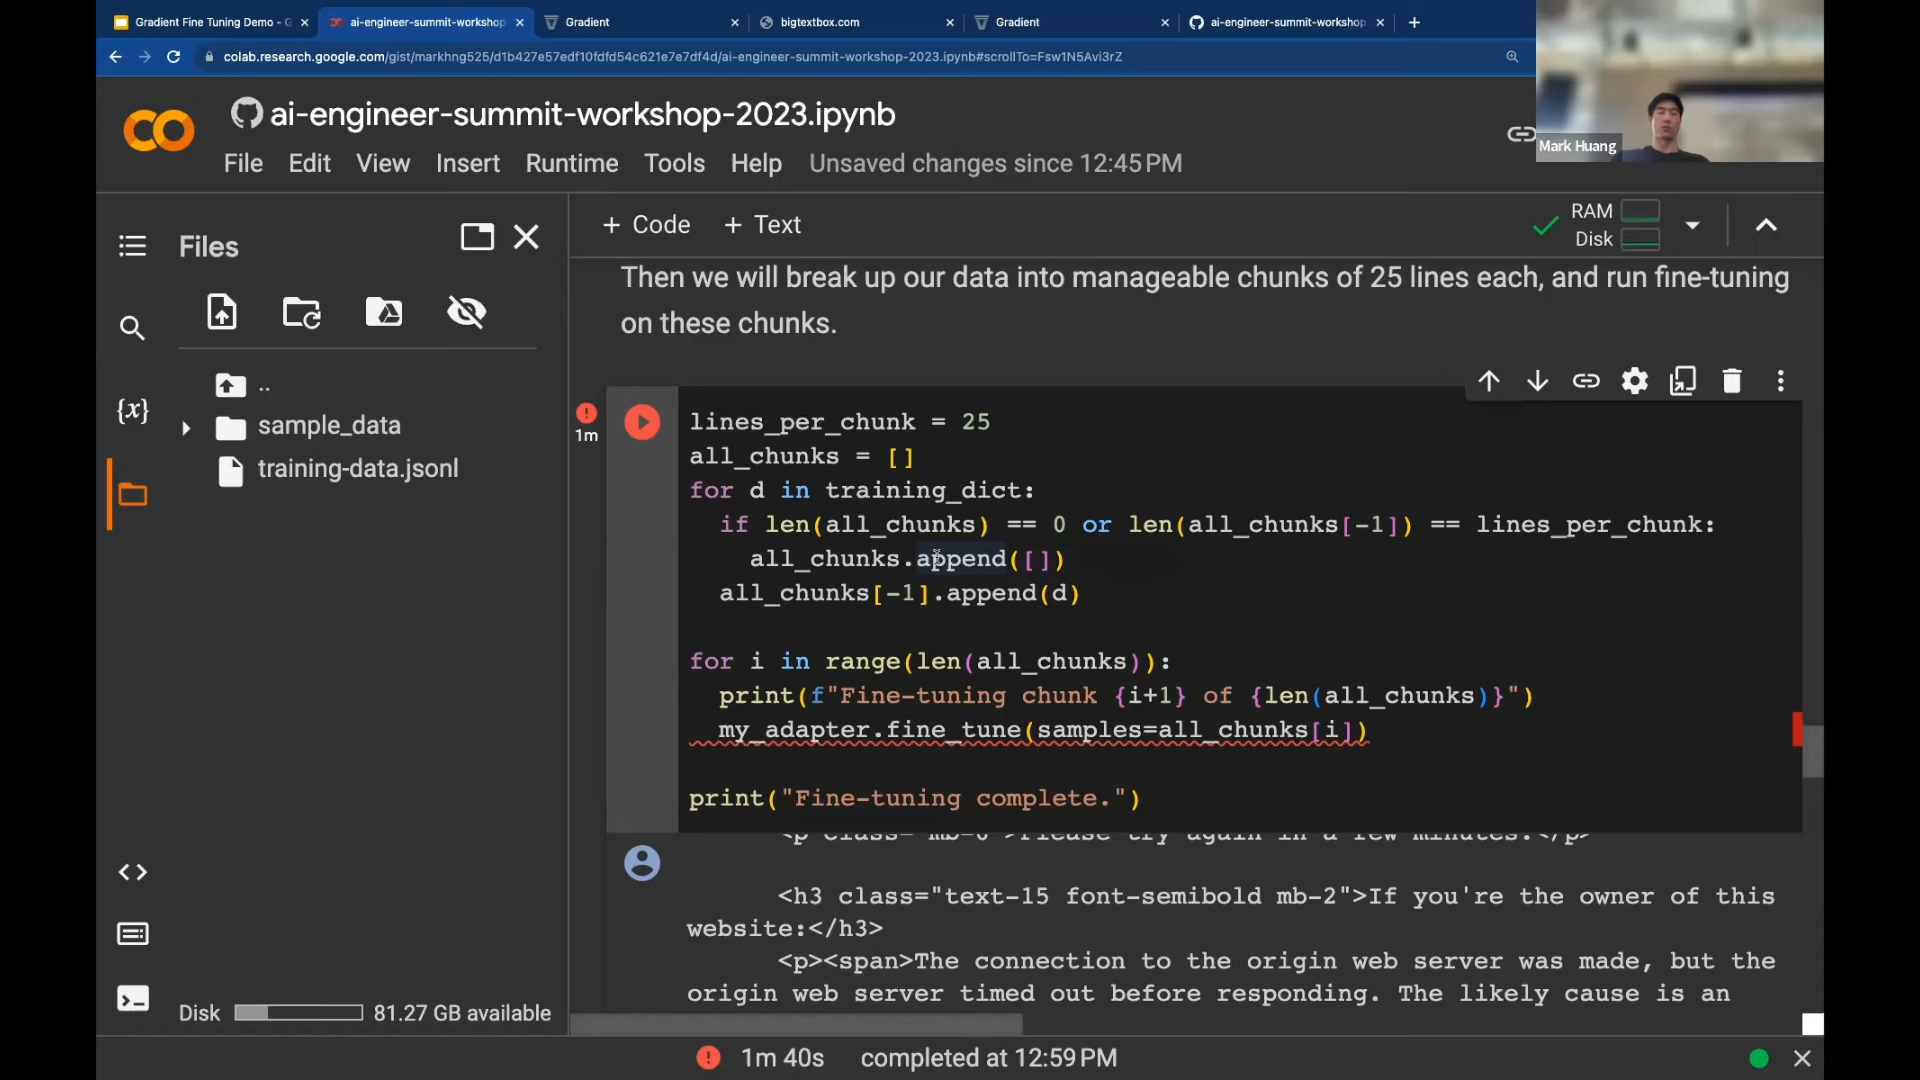 Gradient Fine Tuning Demo - G
ai-engineer-summit-workshop
Gradient
bigtextbox.com
Gradient
ai-engineer-summit-workshop
colab.research.google.com/gist/markhng525/d1b427e57edf10fdfd54c621e7e7df4d/ai-engineer-summit-workshop-2023.ipynb#scrollTo=Fsw1N5Avi3rZ
ai-engineer-summit-workshop-2023.ipynb
File Edit View Insert Runtime Tools Help Unsaved changes since 12:45 PM
Mark Huang
Files
+ Code + Text
RAM
Disk
..
sample_data
training-data.jsonl
{x}
Then we will break up our data into manageable chunks of 25 lines each, and run fine-tuning
on these chunks.
1m
lines_per_chunk = 25
all_chunks = []
for d in training_dict:
  if len(all_chunks) == 0 or len(all_chunks[-1]) == lines_per_chunk:
    all_chunks.append([])
  all_chunks[-1].append(d)
for i in range(len(all_chunks)):
  print(f"Fine-tuning chunk {i+1} of {len(all_chunks)}")
  my_adapter.fine_tune(samples=all_chunks[i])
print("Fine-tuning complete.")
<p class="mb-6">Please try again in a few minutes.</p>
<h3 class="text-15 font-semibold mb-2">If you're the owner of this
website:</h3>
<p><span>The connection to the origin web server was made, but the
origin web server timed out before responding. The likely cause is an
Disk 81.27 GB available
1m 40s completed at 12:59 PM